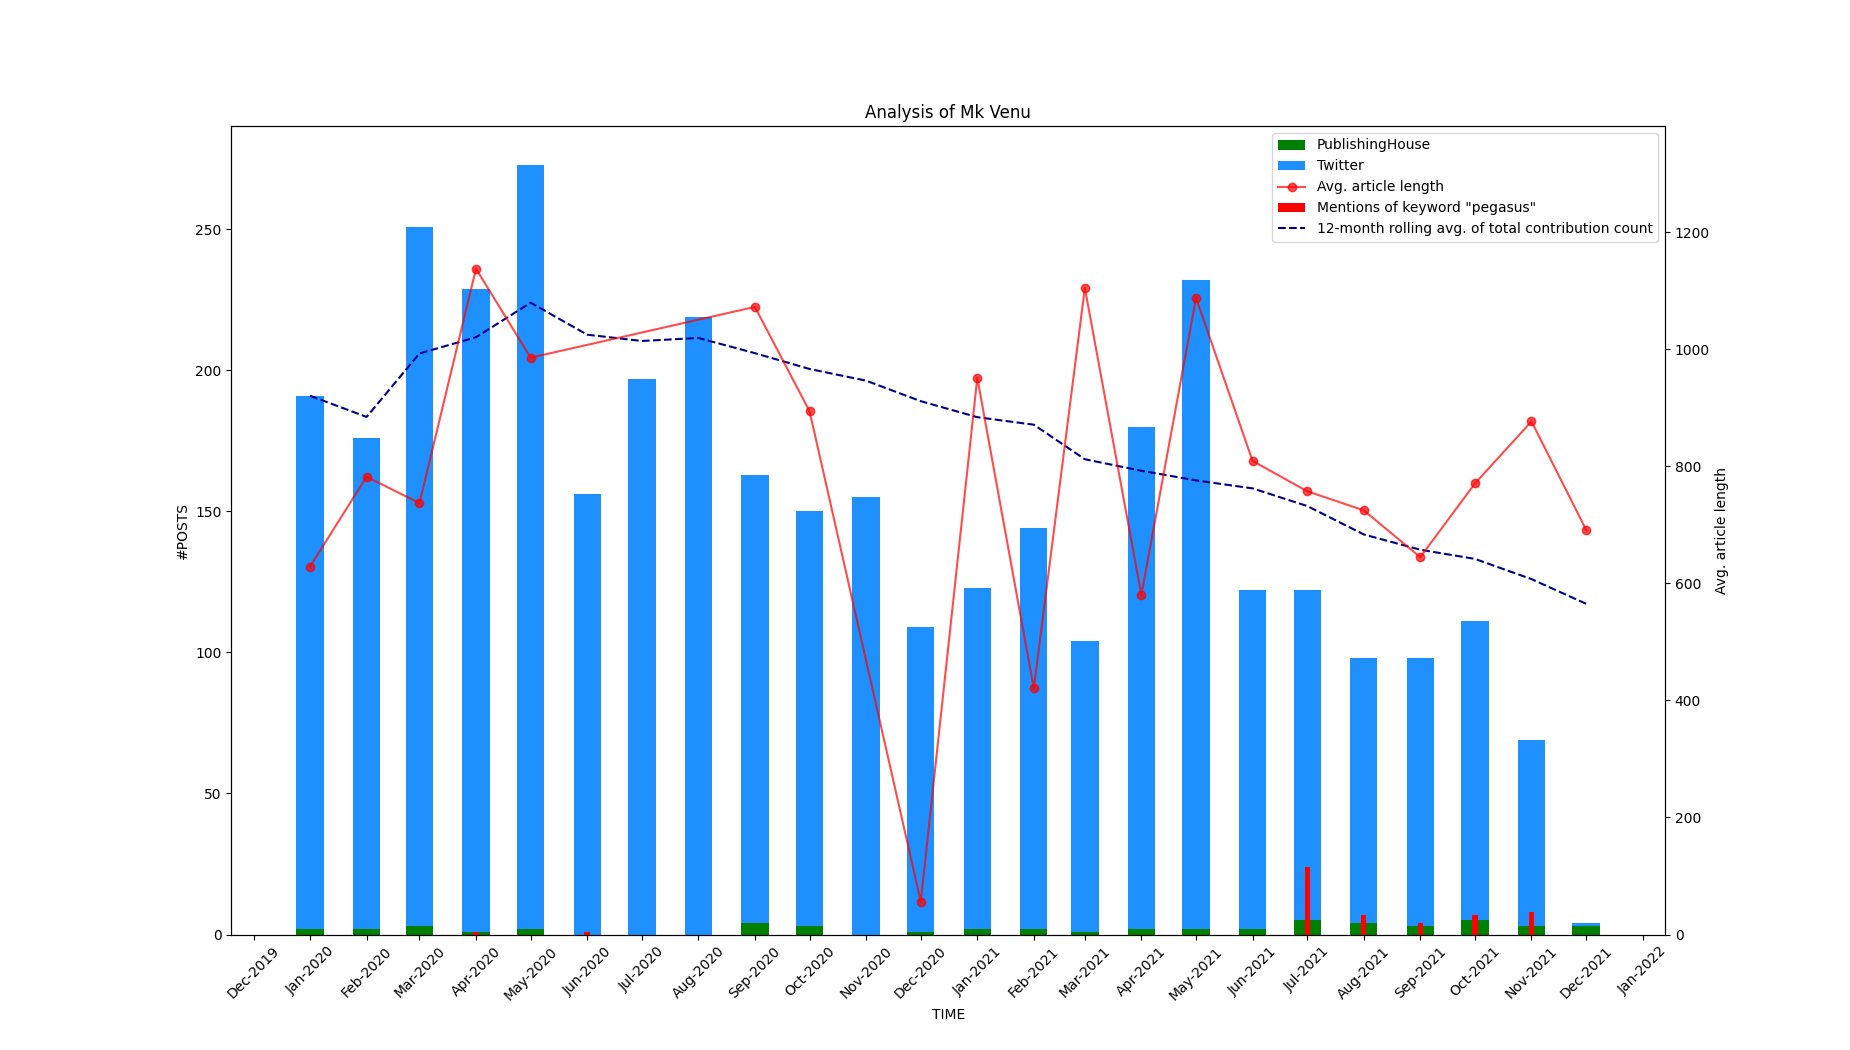 Analysis of Mk Venu
PublishingHouse
Twitter
Avg. article length
Mentions of keyword "pegasus"
12-month rolling avg. of total contribution count
250
200
150
100
50
0
#POSTS
1200
1000
800
600
400
200
0
Avg. article length
Dec-2019
Jan-2020
Feb-2020
Mar-2020
Apr-2020
May-2020
Jun-2020
Jul-2020
Aug-2020
Sep-2020
Oct-2020
Nov-2020
Dec-2020
Jan-2021
Feb-2021
Mar-2021
Apr-2021
May-2021
Jun-2021
Jul-2021
Aug-2021
Sep-2021
Oct-2021
Nov-2021
Dec-2021
Jan-2022
TIME